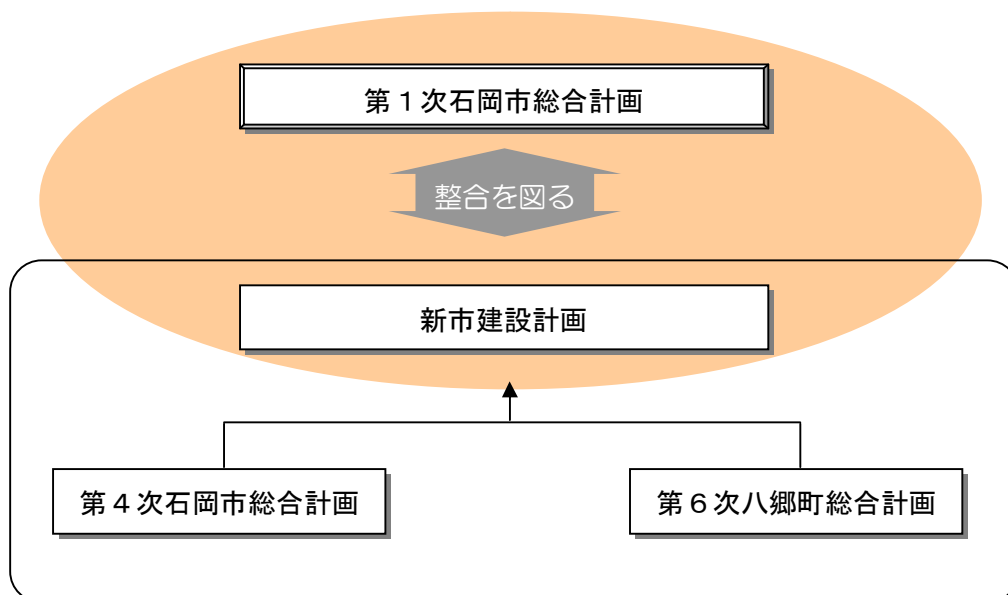 第１次石岡市総合計画
整合を図る
新市建設計画
第４次石岡市総合計画
第６次八郷町総合計画